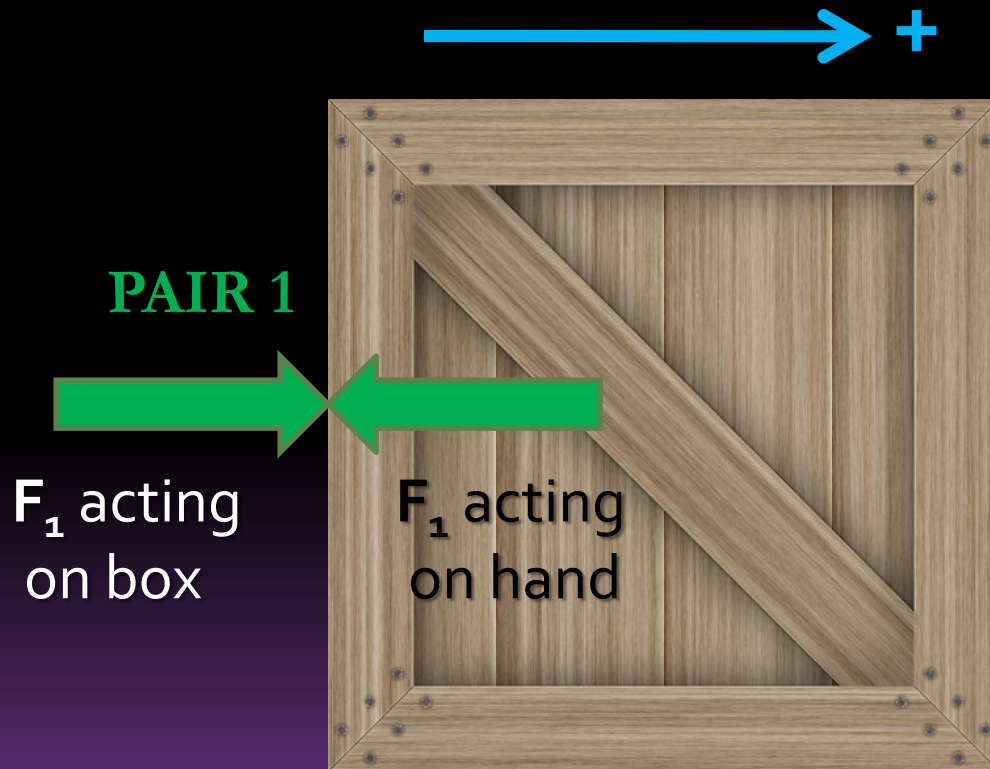 +
PAIR 1
F₁ acting
on box
F₁ acting
on hand